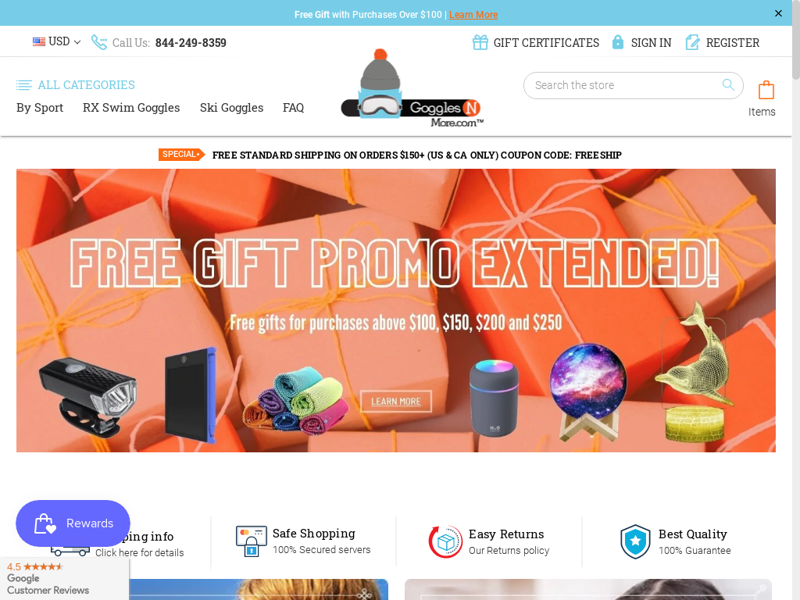 Free Gift with Purchases Over $100 | Learn More
USD
Call Us: 844-249-8359
GIFT CERTIFICATES
SIGN IN
REGISTER
ALL CATEGORIES
By Sport
RX Swim Goggles
Ski Goggles
FAQ
Goggles N
More.com™
Search the store
Items
SPECIAL
FREE STANDARD SHIPPING ON ORDERS $150+ (US & CA ONLY) COUPON CODE: FREESHIP
FREE GIFT PROMO EXTENDED!
Free gifts for purchases above $100, $150, $200 and $250
LEARN MORE
Rewards
ping info
Click here for details
Safe Shopping
100% Secured servers
Easy Returns
Our Returns policy
Best Quality
100% Guarantee
4.5
Google
Customer Reviews